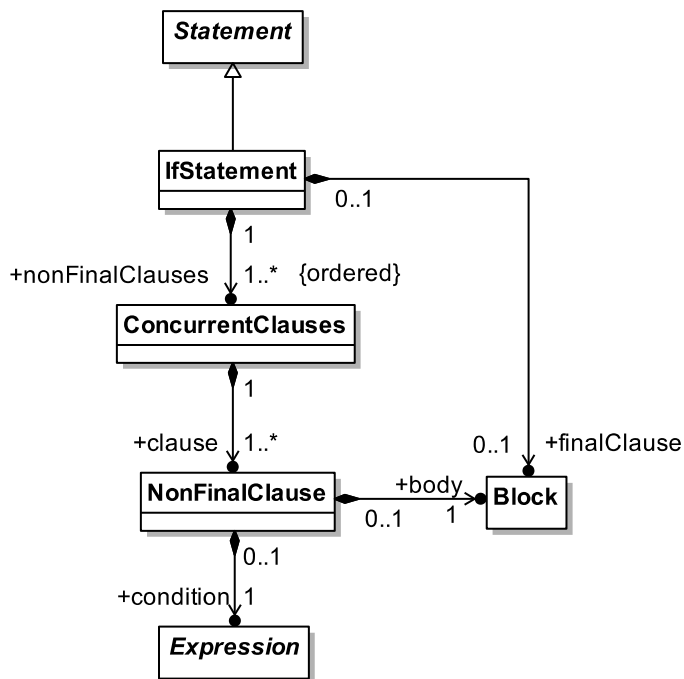 Statement
IfStatement
0..1
1
+nonFinalClauses 1..* {ordered}
ConcurrentClauses
1
+clause 1..*
0..1 +finalClause
NonFinalClause
+body
Block
0..1 1
0..1
+condition 1
Expression